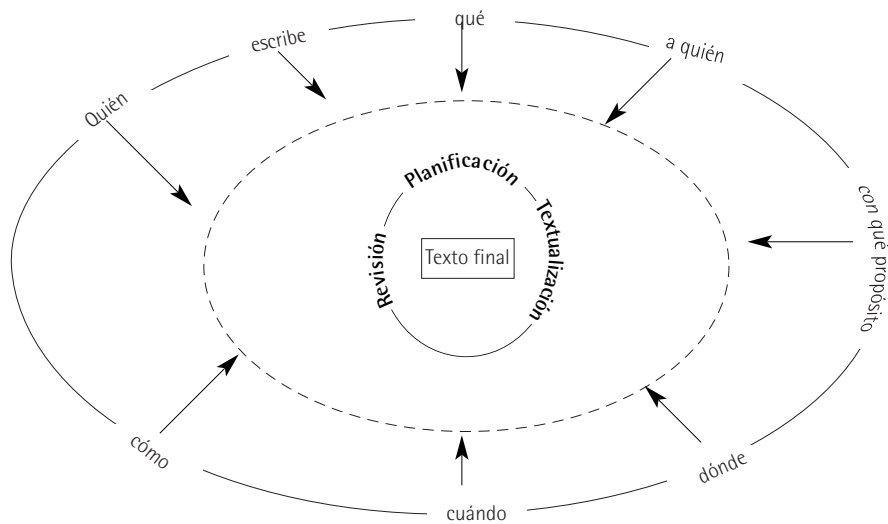 Quién
escribe
qué
a quién
con qué propósito
dónde
cuándo
cómo
Planificación
Textualización
Revisión
Texto final